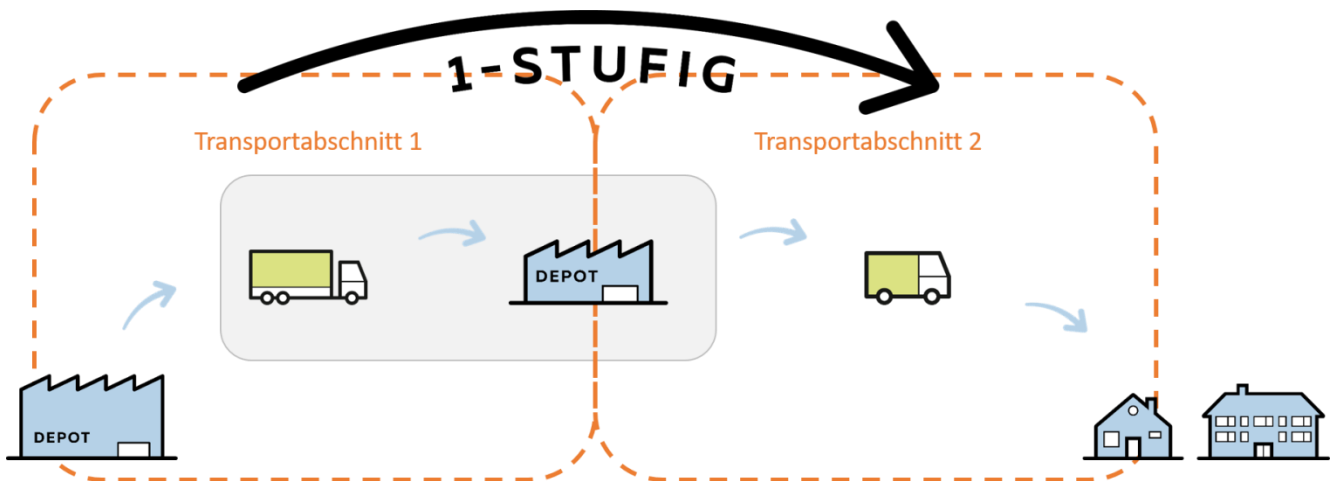 1-STUFIG
Transportabschnitt 1
Transportabschnitt 2
DEPOT
DEPOT